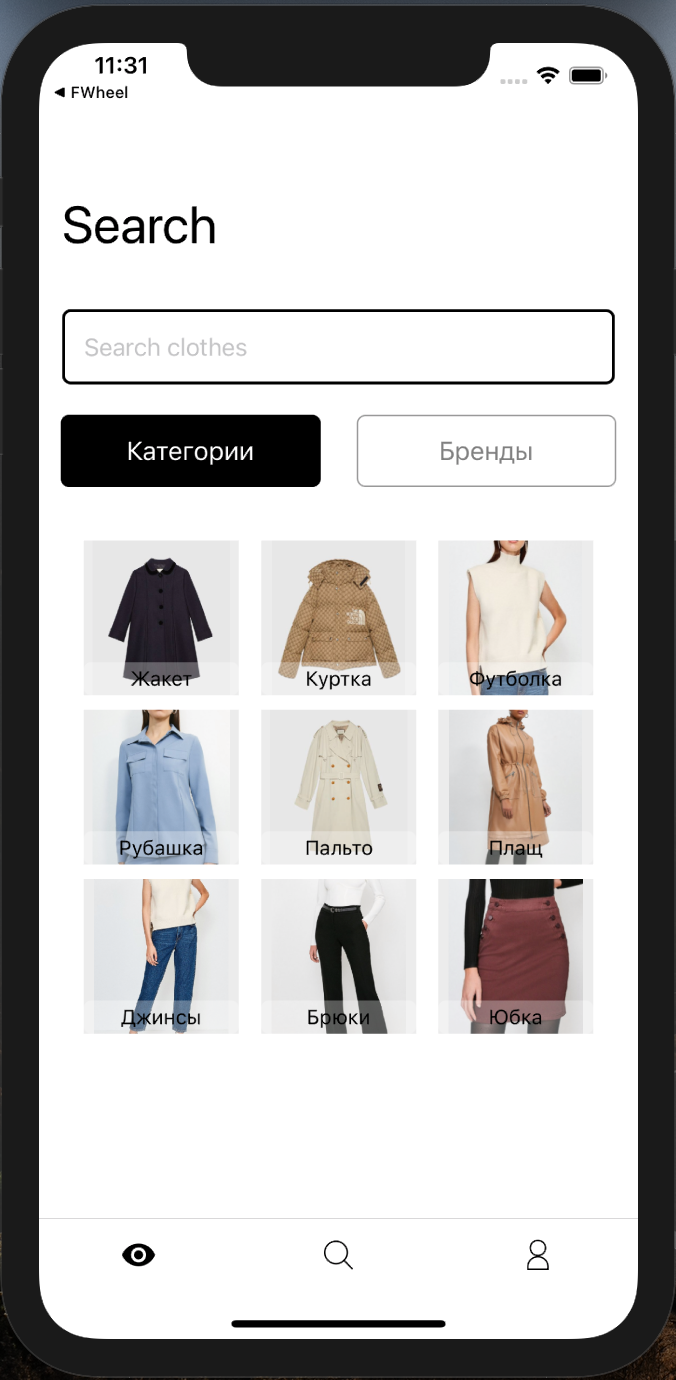 11:31
◀ FWheel
Search
Search clothes
Категории
Бренды
Жакет
Куртка
Футболка
Рубашка
Пальто
Плащ
Джинсы
Брюки
Юбка